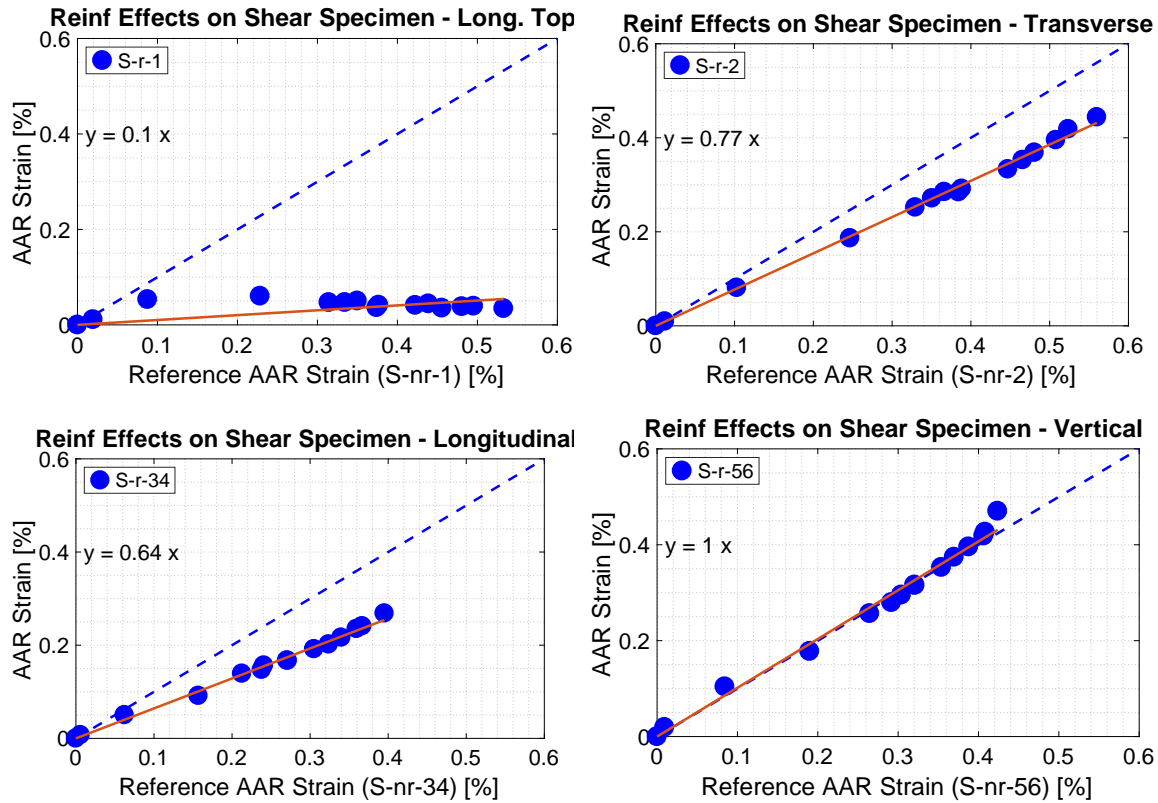 Reinf Effects on Shear Specimen - Long. Top
0.6
S-r-1
AAR Strain [%]
0.4
y = 0.1 x
0.2
0
0 0.1 0.2 0.3 0.4 0.5 0.6
Reference AAR Strain (S-nr-1) [%]
Reinf Effects on Shear Specimen - Transverse
0.6
S-r-2
AAR Strain [%]
0.4
y = 0.77 x
0.2
0
0 0.1 0.2 0.3 0.4 0.5 0.6
Reference AAR Strain (S-nr-2) [%]
Reinf Effects on Shear Specimen - Longitudinal
0.6
S-r-34
AAR Strain [%]
0.4
y = 0.64 x
0.2
0
0 0.1 0.2 0.3 0.4 0.5 0.6
Reference AAR Strain (S-nr-34) [%]
Reinf Effects on Shear Specimen - Vertical
0.6
S-r-56
AAR Strain [%]
0.4
y = 1 x
0.2
0
0 0.1 0.2 0.3 0.4 0.5 0.6
Reference AAR Strain (S-nr-56) [%]